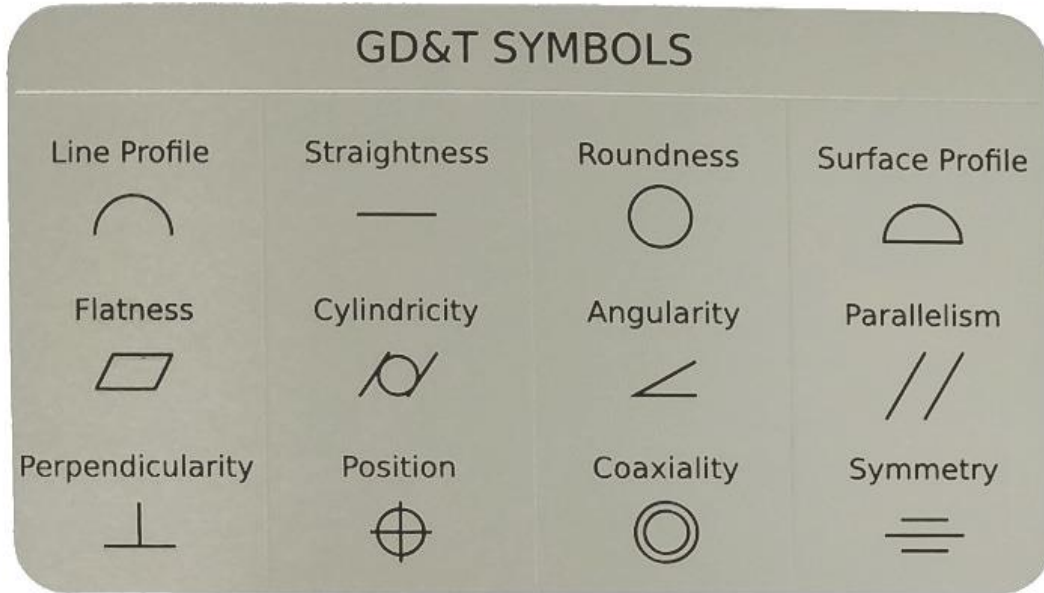 GD&T SYMBOLS
Line Profile Straightness Roundness Surface Profile
Flatness Cylindricity Angularity Parallelism
Perpendicularity Position Coaxiality Symmetry